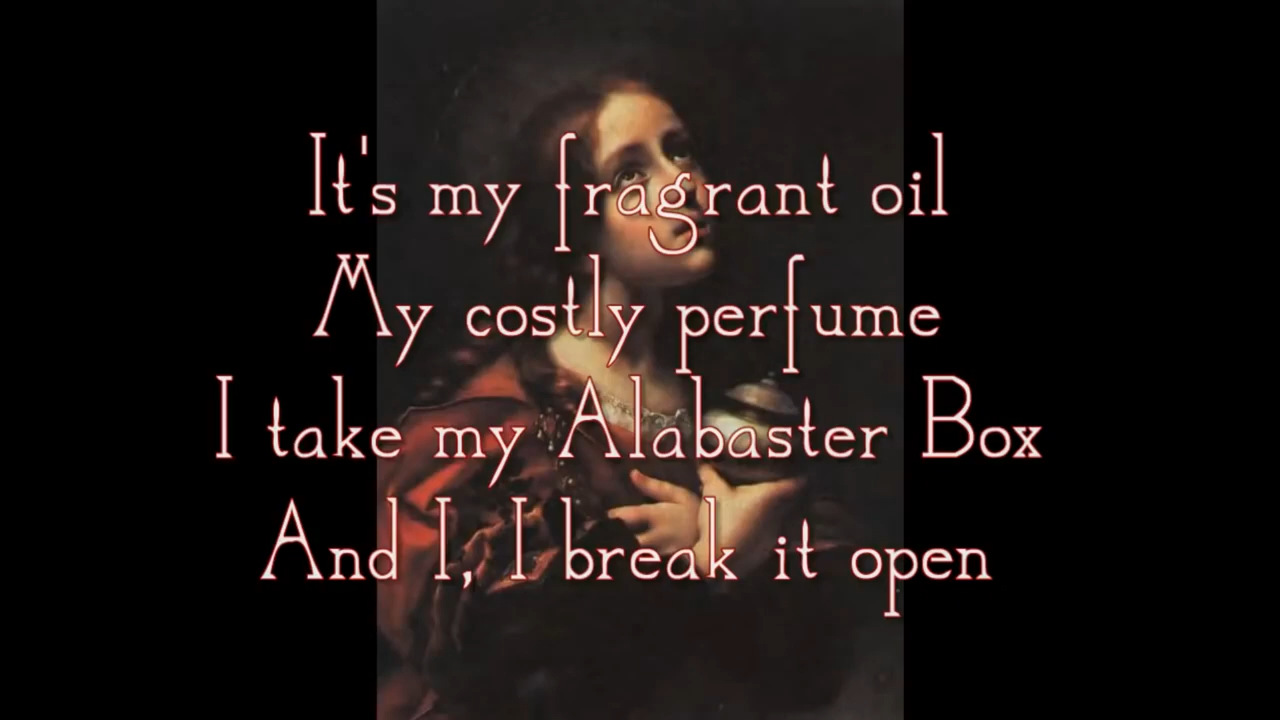 It's my fragrant oil
My costly perfume
I take my Alabaster Box
And I, I break it open